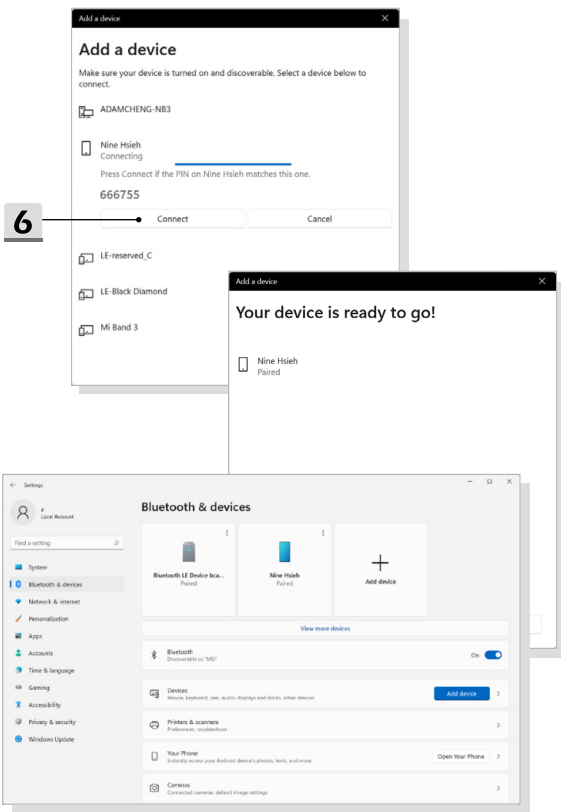 Add a device
Add a device
Make sure your device is turned on and discoverable. Select a device below to
connect.
ADAMCHENG-NB3
Nine Hsieh
Connecting
Press Connect if the PIN on Nine Hsieh matches this one.
666755
6
Connect
Cancel
LE-reserved_C
LE-Black Diamond
Mi Band 3
Add a device
Your device is ready to go!
Nine Hsieh
Paired
Settings
Local Account
Find a setting
System
Bluetooth & devices
Network & internet
Personalization
Apps
Accounts
Time & language
Gaming
Accessibility
Privacy & security
Windows Update
Bluetooth & devices
Bluetooth LE Device bca...
Paired
Nine Hsieh
Paired
Add device
View more devices
Bluetooth
Discoverable as "MSI"
On
Devices
Mouse, keyboard, pen, audio, displays and docks, other devices
Add device
Printers & scanners
Preferences, troubleshoot
Your Phone
Instantly access your Android device's photos, texts, and more
Open Your Phone
Cameras
Connected cameras, default image settings